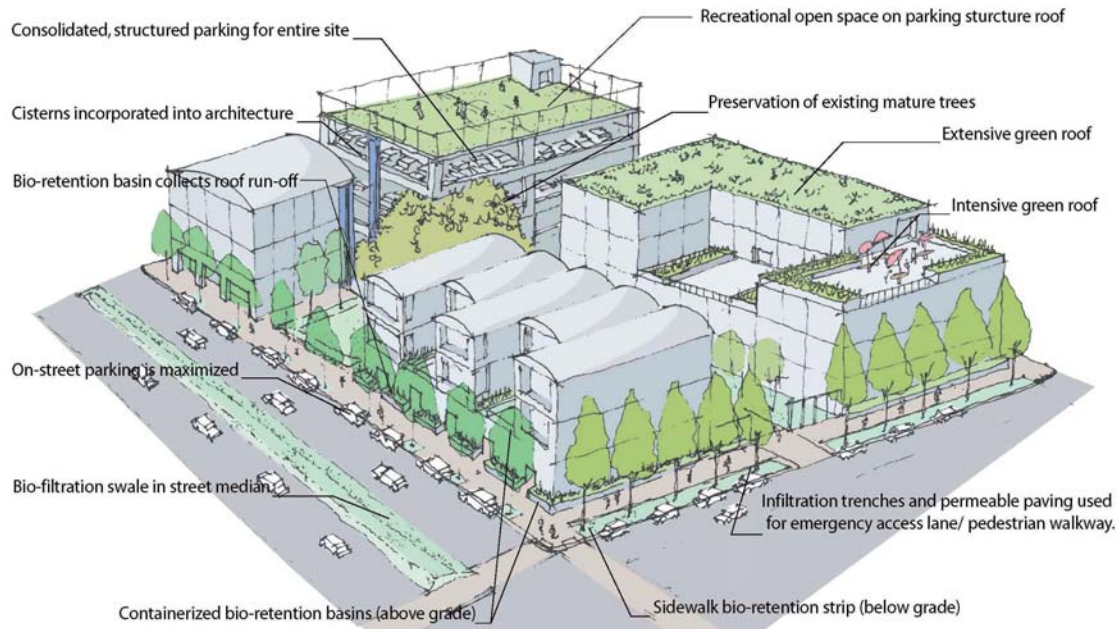 Consolidated, structured parking for entire site
Recreational open space on parking sturcture roof
Cisterns incorporated into architecture
Preservation of existing mature trees
Extensive green roof
Bio-retention basin collects roof run-off
Intensive green roof
On-street parking is maximized
Bio-filtration swale in street median
Infiltration trenches and permeable paving used
for emergency access lane/ pedestrian walkway.
Containerized bio-retention basins (above grade)
Sidewalk bio-retention strip (below grade)